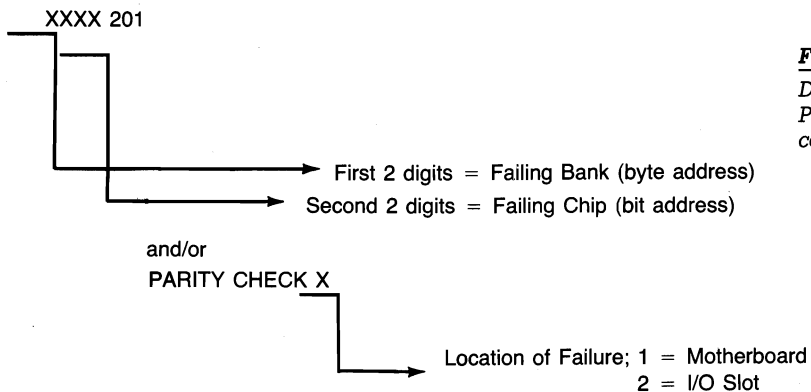 XXXX 201
First 2 digits = Failing Bank (byte address)
Second 2 digits = Failing Chip (bit address)
and/or
PARITY CHECK X
Location of Failure; 1 = Motherboard
2 = I/O Slot